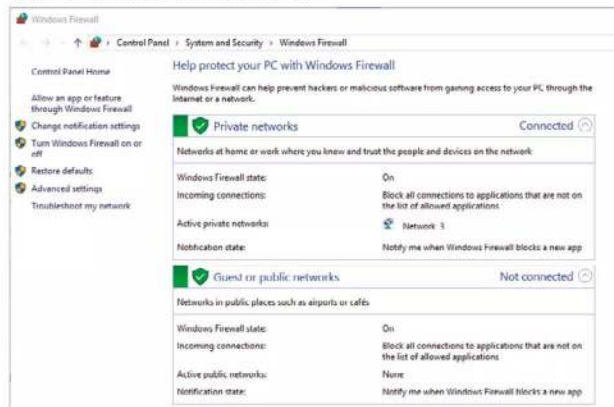 Windows Firewall
Control Panel › System and Security › Windows Firewall
Control Panel Home
Allow an app or feature
through Windows Firewall
Change notification settings
Turn Windows Firewall on or
off
Restore defaults
Advanced settings
Troubleshoot my network
Help protect your PC with Windows Firewall
Windows Firewall can help prevent hackers or malicious software from gaining access to your PC through the
Internet or a network.
Private networks Connected
Networks at home or work where you know and trust the people and devices on the network
Windows Firewall state: On
Incoming connections: Block all connections to applications that are not on
the list of allowed applications
Active private networks: Network 3
Notification state: Notify me when Windows Firewall blocks a new app
Guest or public networks Not connected
Networks in public places such as airports or cafés
Windows Firewall state: On
Incoming connections: Block all connections to applications that are not on
the list of allowed applications
Active public networks: None
Notification state: Notify me when Windows Firewall blocks a new app